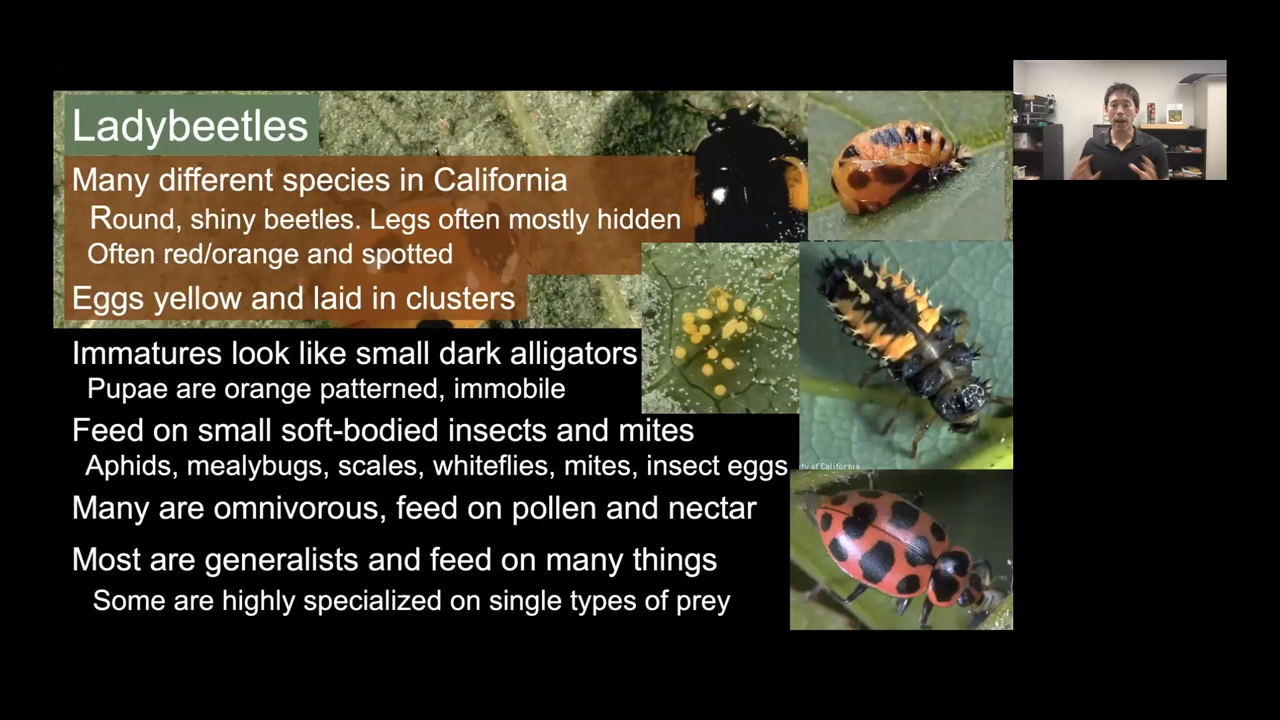 Ladybeetles
Many different species in California
Round, shiny beetles. Legs often mostly hidden
Often red/orange and spotted
Eggs yellow and laid in clusters
Immatures look like small dark alligators
Pupae are orange patterned, immobile
Feed on small soft-bodied insects and mites
Aphids, mealybugs, scales, whiteflies, mites, insect eggs
ty of California
Many are omnivorous, feed on pollen and nectar
Most are generalists and feed on many things
Some are highly specialized on single types of prey